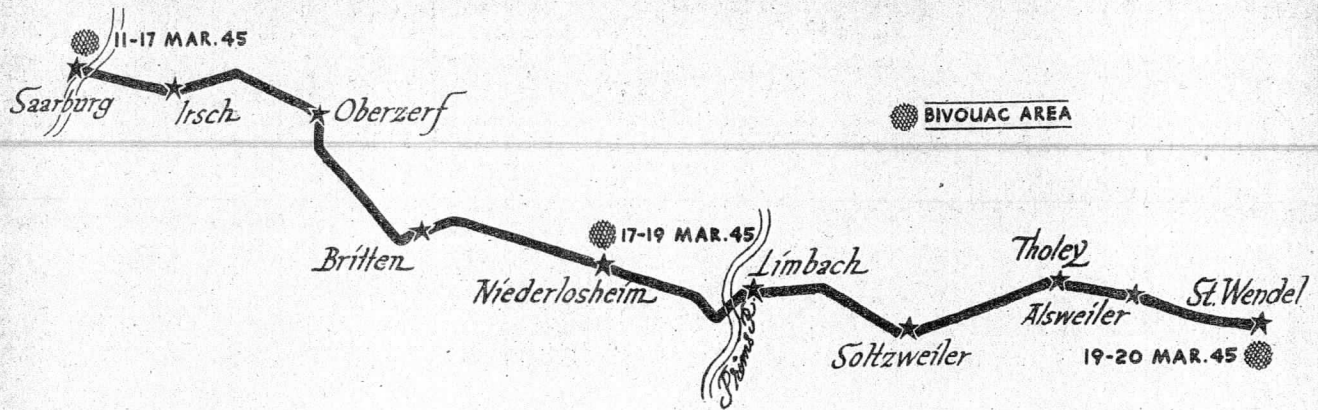 11-17 MAR. 45
Saarburg
Irsch
Oberzerf
BIVOUAC AREA
Britten
17-19 MAR. 45
Niederlosheim
Prims R.
Limbach
Soltzweiler
Tholey
Alsweiler
St. Wendel
19-20 MAR. 45